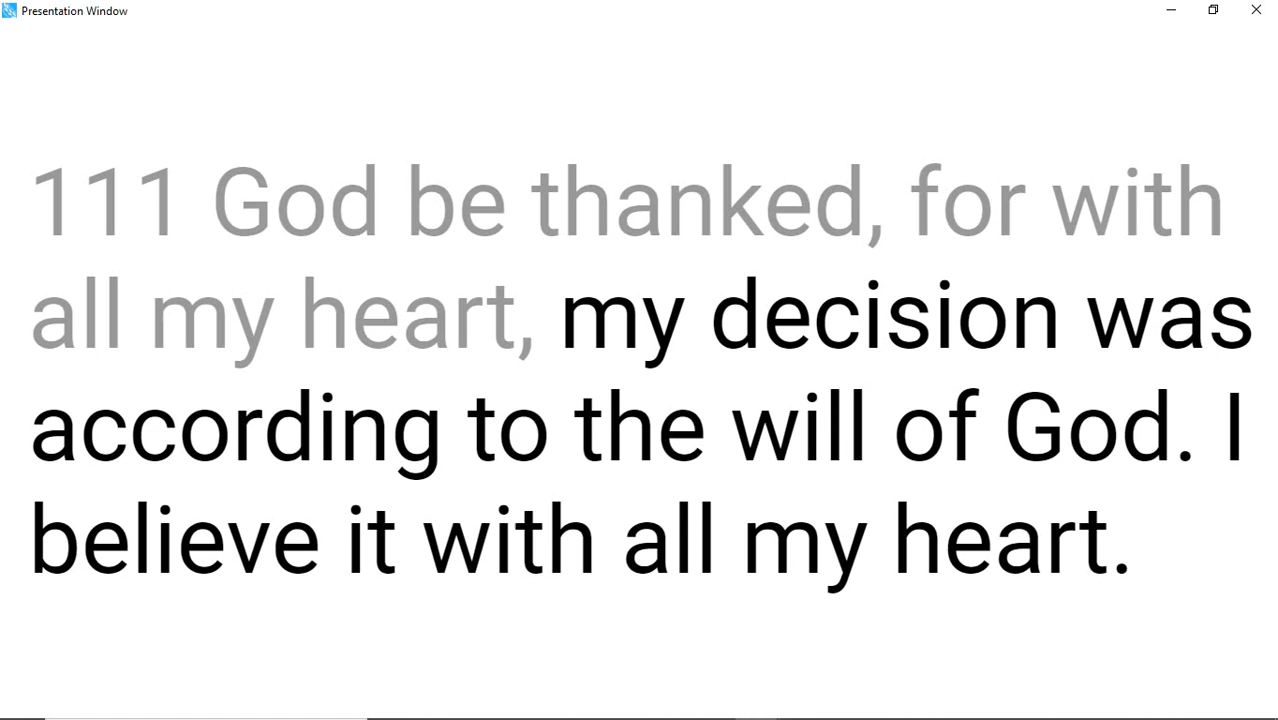 Presentation Window
111 God be thanked, for with
all my heart, my decision was
according to the will of God. I
believe it with all my heart.